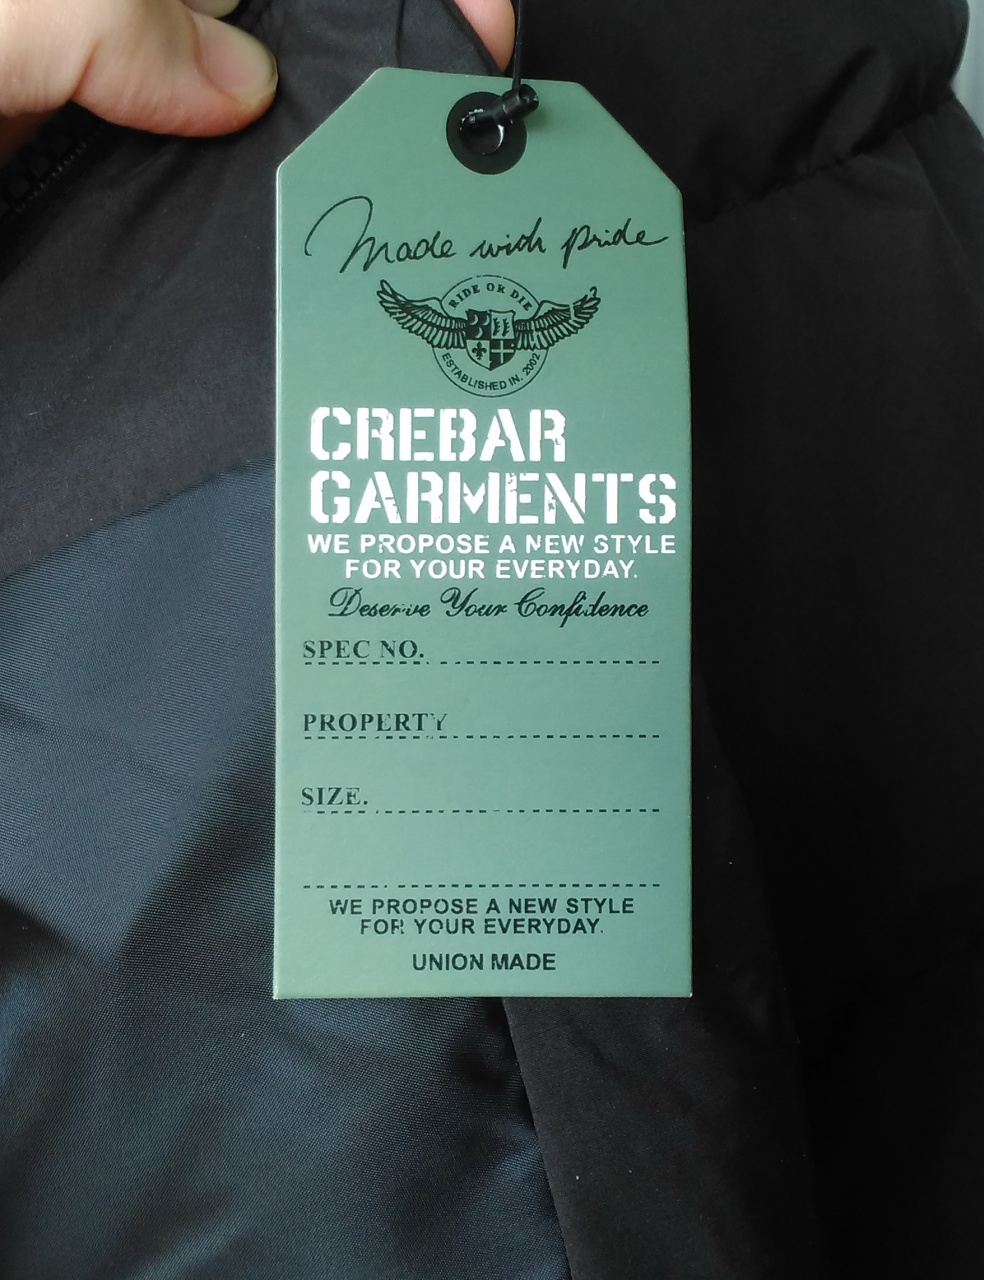 Made with pride
RIDE OR DIE
ESTABLISHED IN. 2002
CREBAR
GARMENTS
WE PROPOSE A NEW STYLE
FOR YOUR EVERYDAY.
Deserve Your Confidence
SPEC NO.
PROPERTY
SIZE.
WE PROPOSE A NEW STYLE
FOR YOUR EVERYDAY.
UNION MADE